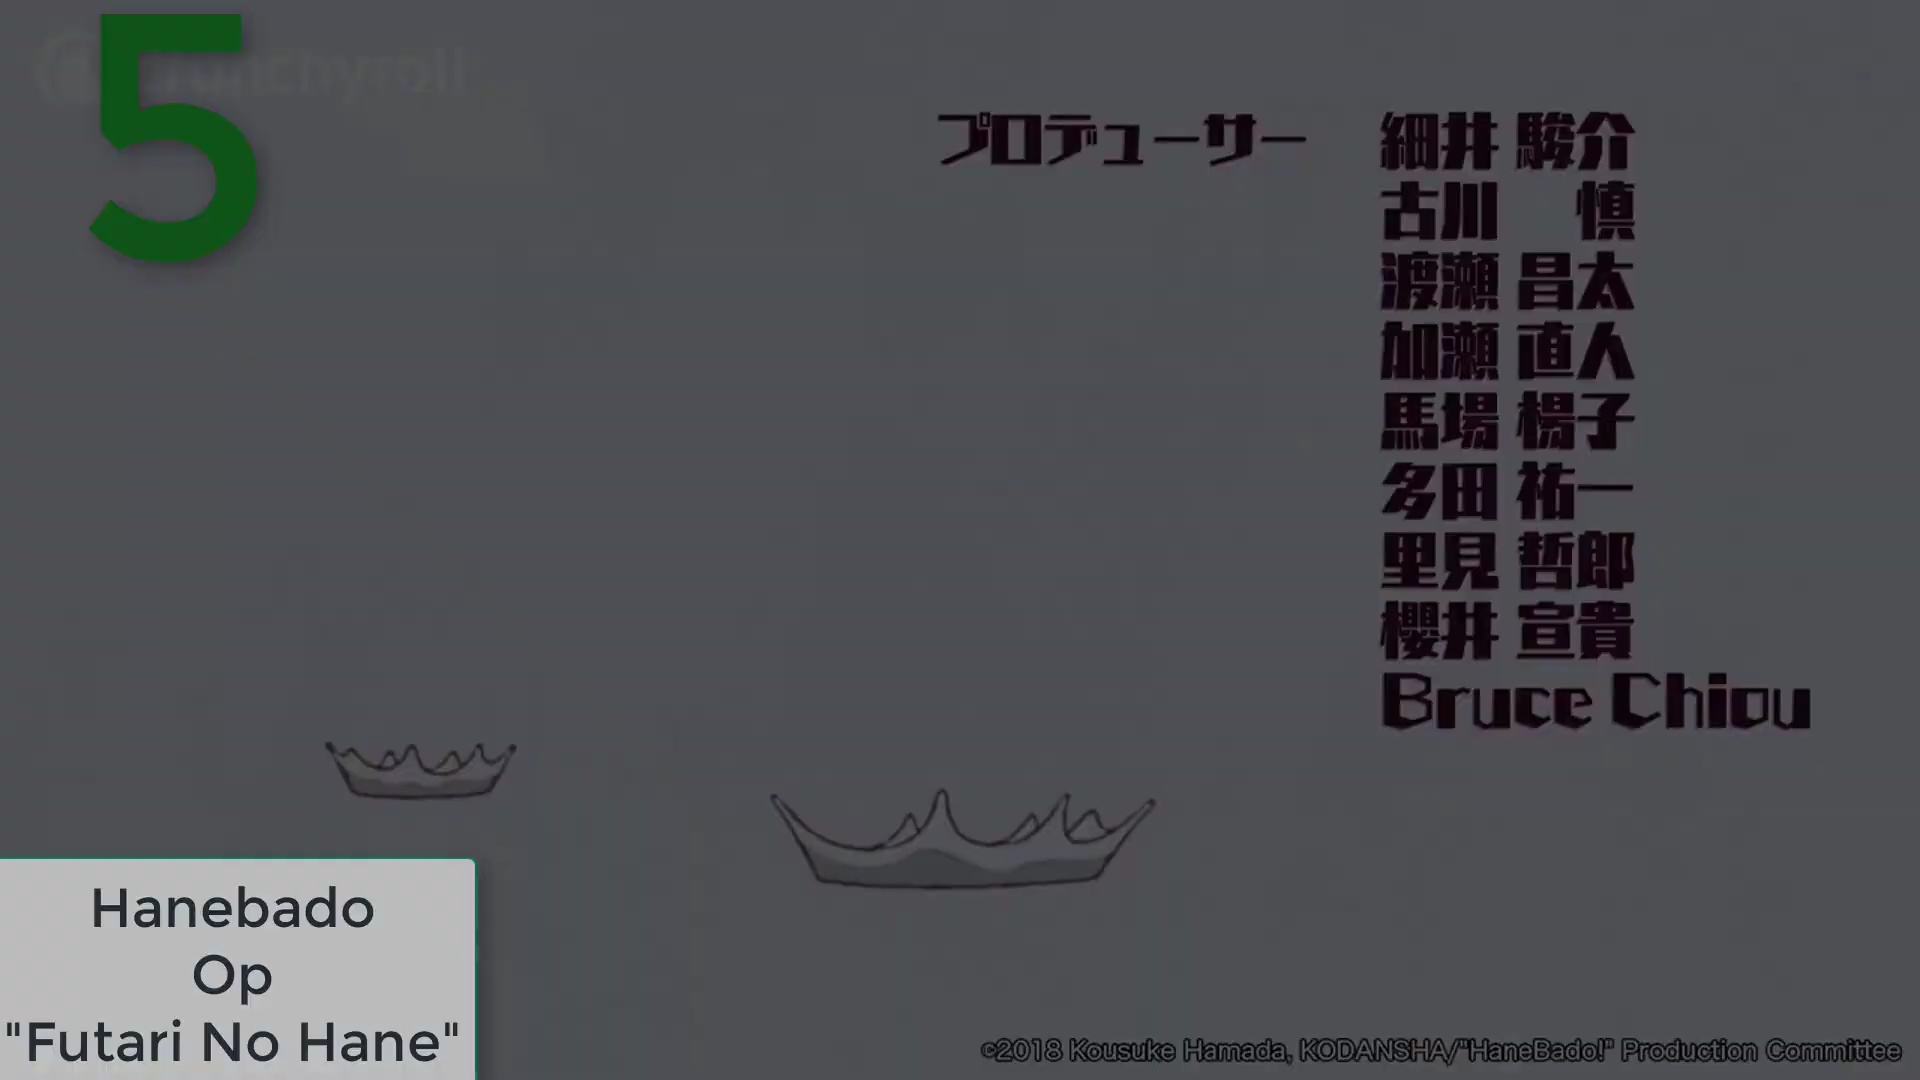 5
crunchyroll
プロデューサー 細井 駿介
古川 慎
渡瀬 昌太
加瀬 直人
馬場 楊子
多田 祐一
里見 哲郎
櫻井 宣貴
Bruce Chiou
Hanebado
Op
"Futari No Hane"
©2018 Kousuke Hamada, KODANSHA/"HaneBado!" Production Committee